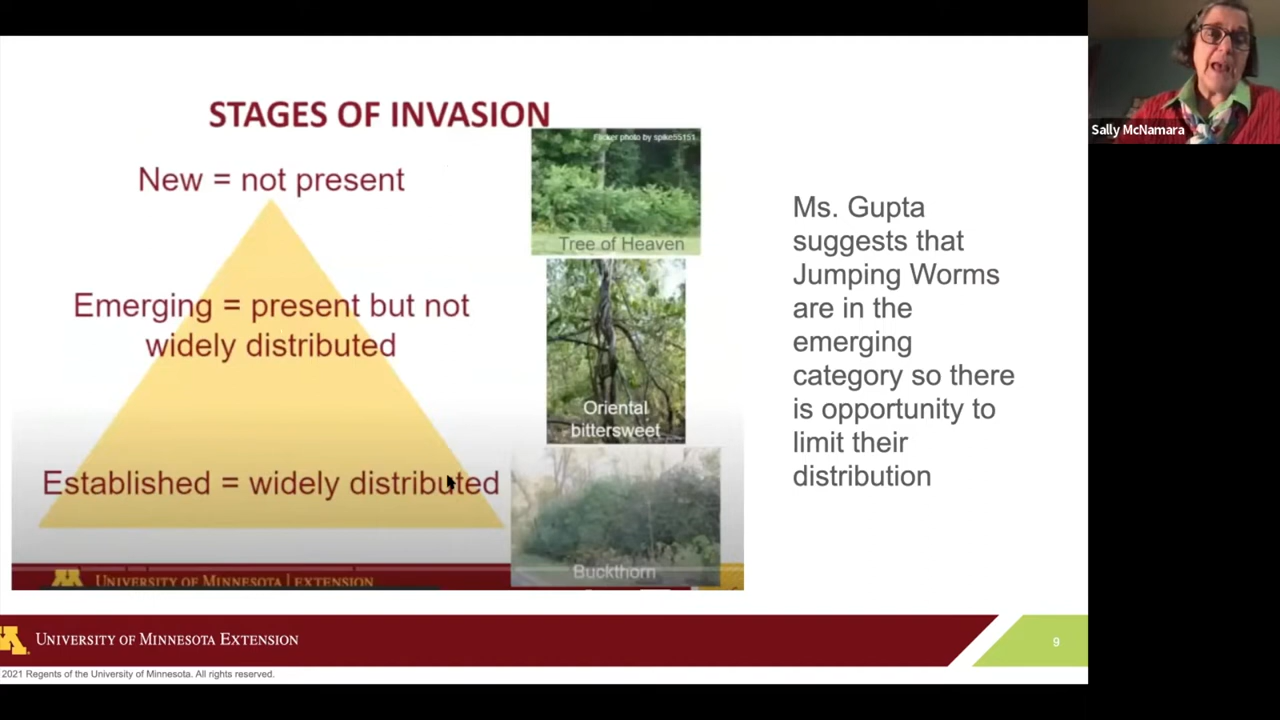 STAGES OF INVASION
New = not present
Emerging = present but not
widely distributed
Established = widely distributed
Flicker photo by spike55151
Tree of Heaven
Oriental
bittersweet
Buckthorn
UNIVERSITY OF MINNESOTA | EXTENSION
Ms. Gupta
suggests that
Jumping Worms
are in the
emerging
category so there
is opportunity to
limit their
distribution
UNIVERSITY OF MINNESOTA EXTENSION
9
2021 Regents of the University of Minnesota. All rights reserved.
Sally McNamara